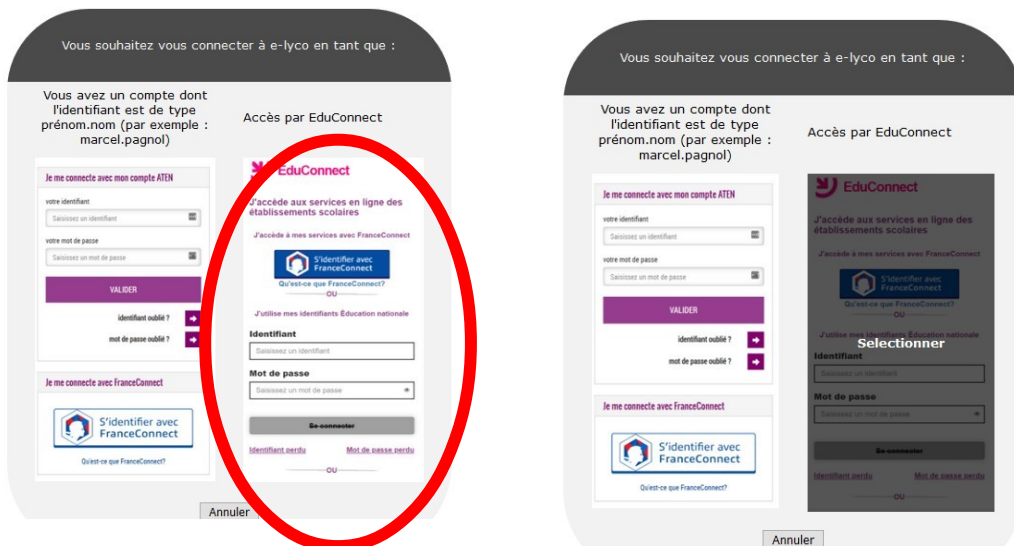 Vous souhaitez vous connecter à e-lyco en tant que :
Vous avez un compte dont
l'identifiant est de type
prénom.nom (par exemple :
marcel.pagnol)
Je me connecte avec mon compte ATEN
votre identifiant
Saisissez un identifiant
votre mot de passe
Saisissez un mot de passe
VALIDER
identifiant oublié ?
mot de passe oublié ?
Je me connecte avec FranceConnect
S'identifier avec
FranceConnect
Qu'est-ce que FranceConnect?
Accès par EduConnect
EduConnect
J'accède aux services en ligne des
établissements scolaires
J'accède à mes services avec FranceConnect
S'identifier avec
FranceConnect
Qu'est-ce que FranceConnect?
OU
J'utilise mes identifiants Éducation nationale
Identifiant
Saisissez un identifiant
Mot de passe
Saisissez un mot de passe
Se connecter
Identifiant perdu Mot de passe perdu
OU
Annuler
Vous souhaitez vous connecter à e-lyco en tant que :
Vous avez un compte dont
l'identifiant est de type
prénom.nom (par exemple :
marcel.pagnol)
Je me connecte avec mon compte ATEN
votre identifiant
Saisissez un identifiant
votre mot de passe
Saisissez un mot de passe
VALIDER
identifiant oublié ?
mot de passe oublié ?
Je me connecte avec FranceConnect
S'identifier avec
FranceConnect
Qu'est-ce que FranceConnect?
Accès par EduConnect
EduConnect
J'accède aux services en ligne des
établissements scolaires
J'accède à mes services avec FranceConnect
S'identifier avec
FranceConnect
Qu'est-ce que FranceConnect?
OU
J'utilise mes identifiants Éducation nationale
Selectionner
Identifiant
Saisissez un identifiant
Mot de passe
Saisissez un mot de passe
Se connecter
Identifiant perdu Mot de passe perdu
OU
Annuler